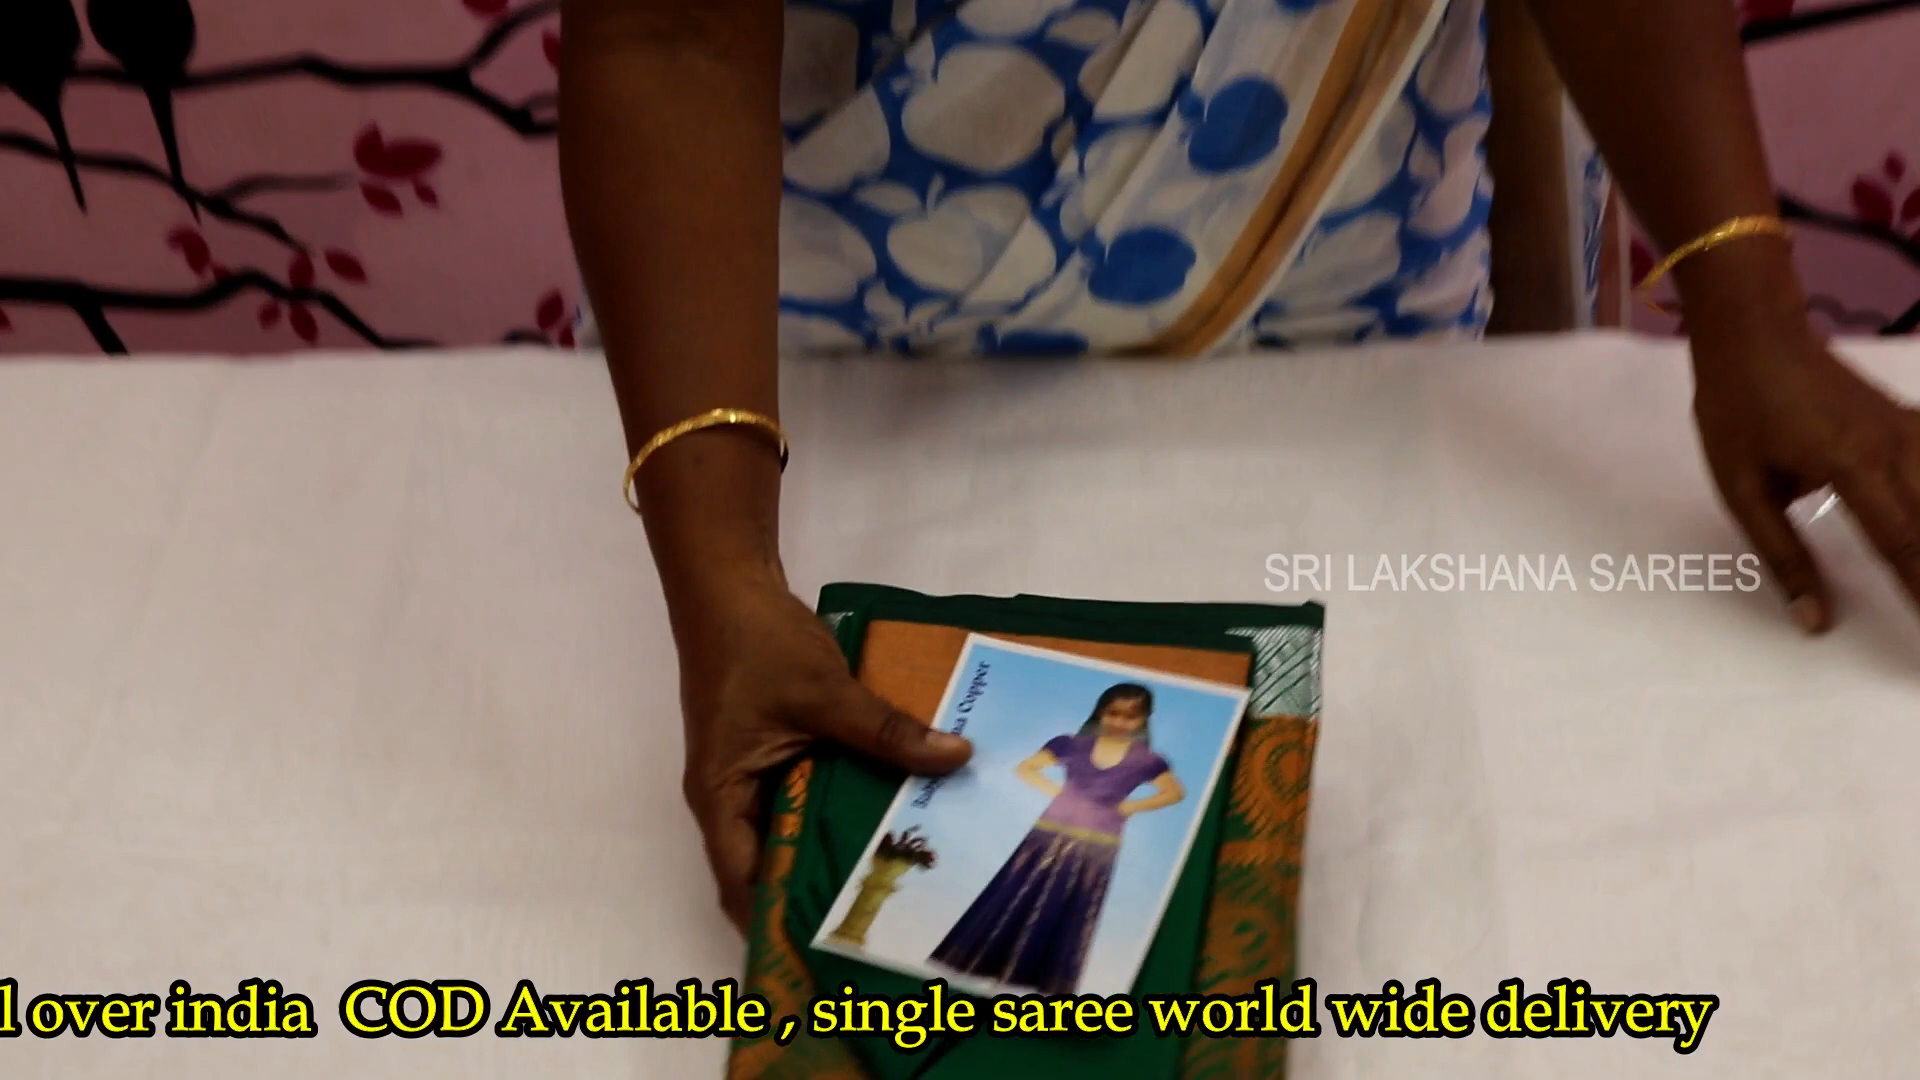 SRI LAKSHANA SAREES
Copper
l over india COD Available , single saree world wide delivery